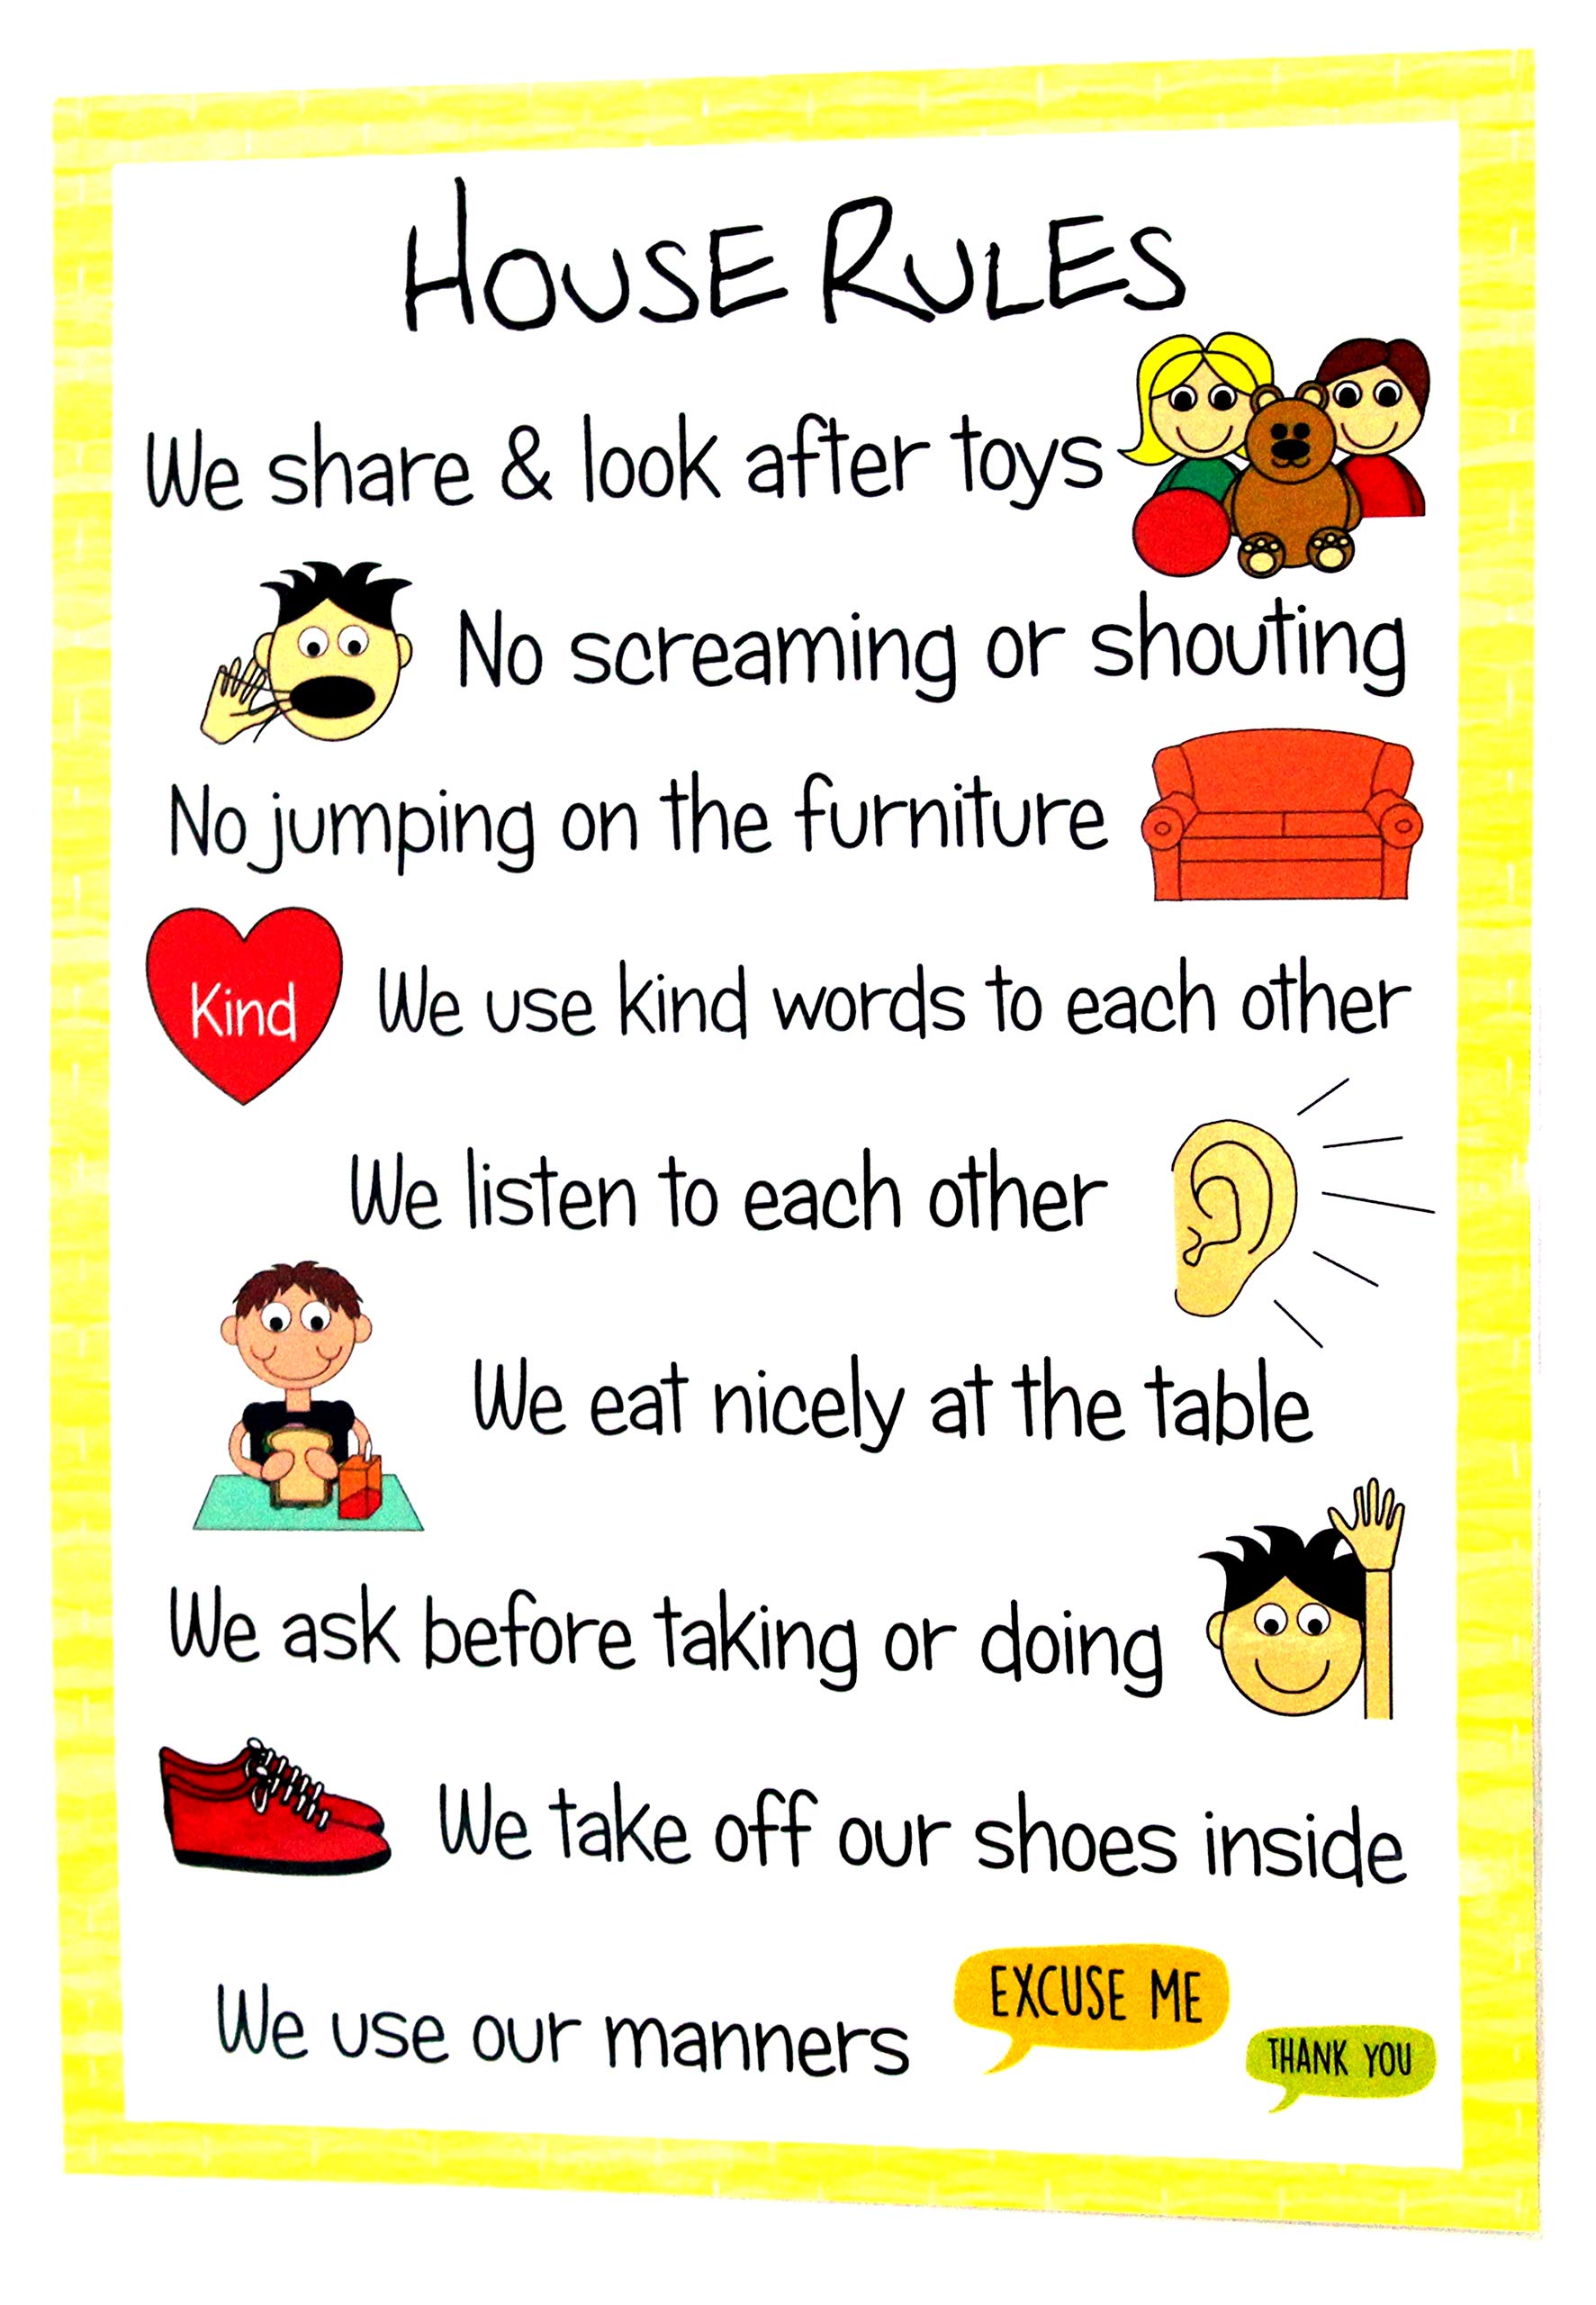 HOUSE RULES
We share & look after toys
No screaming or shouting
No jumping on the furniture
Kind
We use kind words to each other
We listen to each other
We eat nicely at the table
We ask before taking or doing
We take off our shoes inside
We use our manners
EXCUSE ME
THANK YOU